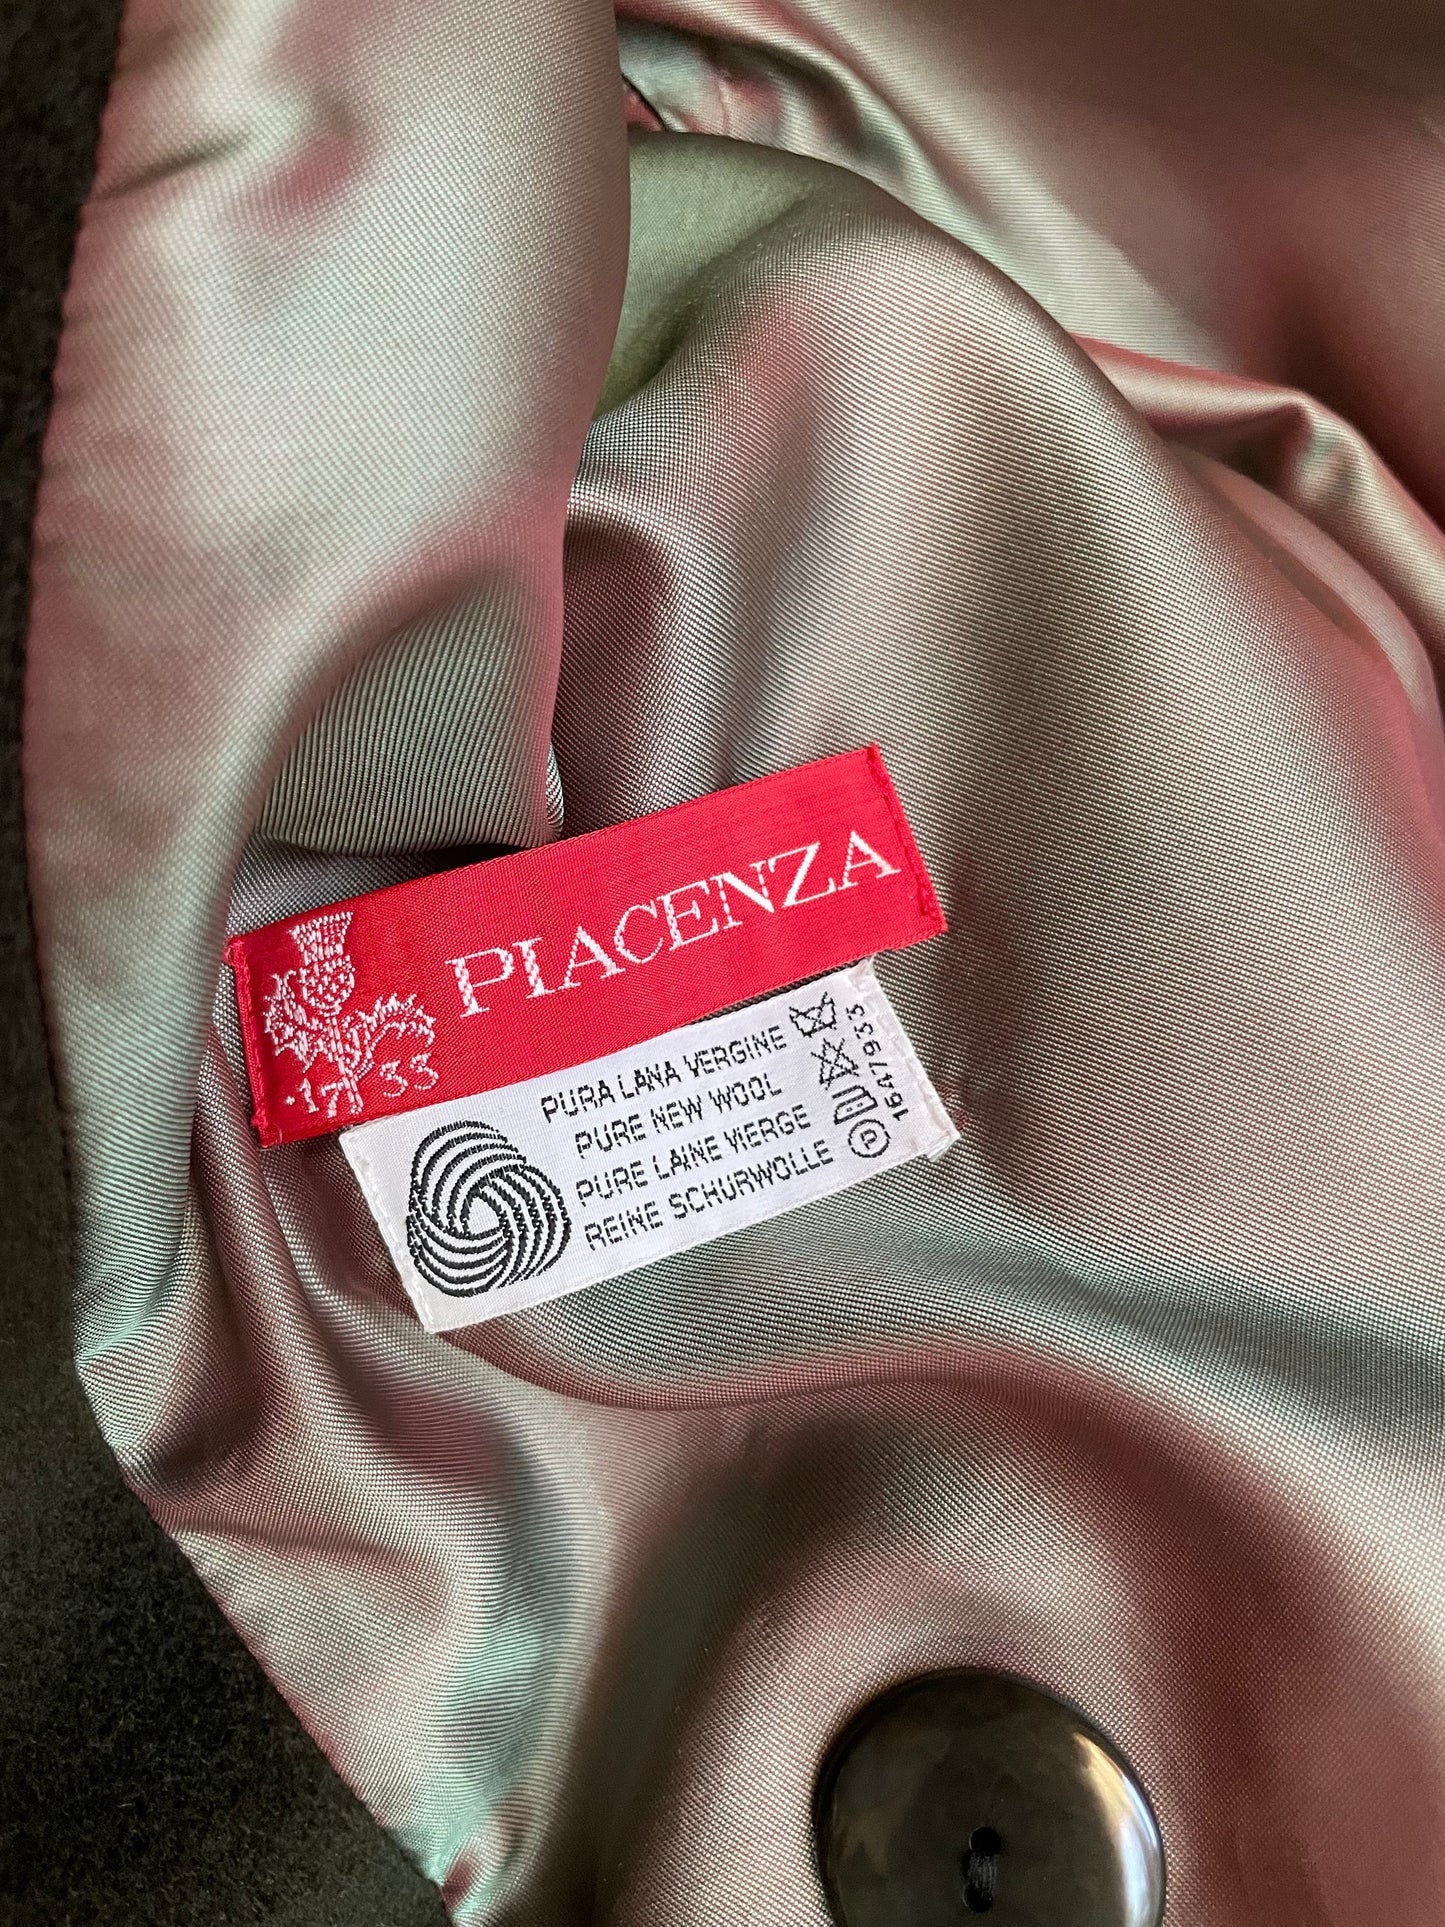 PIACENZA
·1733
PURA LANA VERGINE
PURE NEW WOOL
PURE LAINE VIERGE
REINE SCHURWOLLE
P
1647933